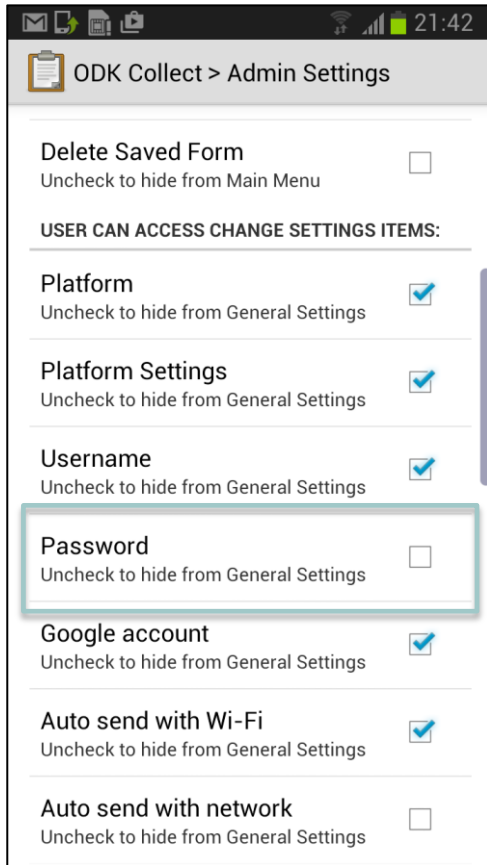 21:42
ODK Collect > Admin Settings
Delete Saved Form
Uncheck to hide from Main Menu
USER CAN ACCESS CHANGE SETTINGS ITEMS:
Platform
Uncheck to hide from General Settings
Platform Settings
Uncheck to hide from General Settings
Username
Uncheck to hide from General Settings
Password
Uncheck to hide from General Settings
Google account
Uncheck to hide from General Settings
Auto send with Wi-Fi
Uncheck to hide from General Settings
Auto send with network
Uncheck to hide from General Settings